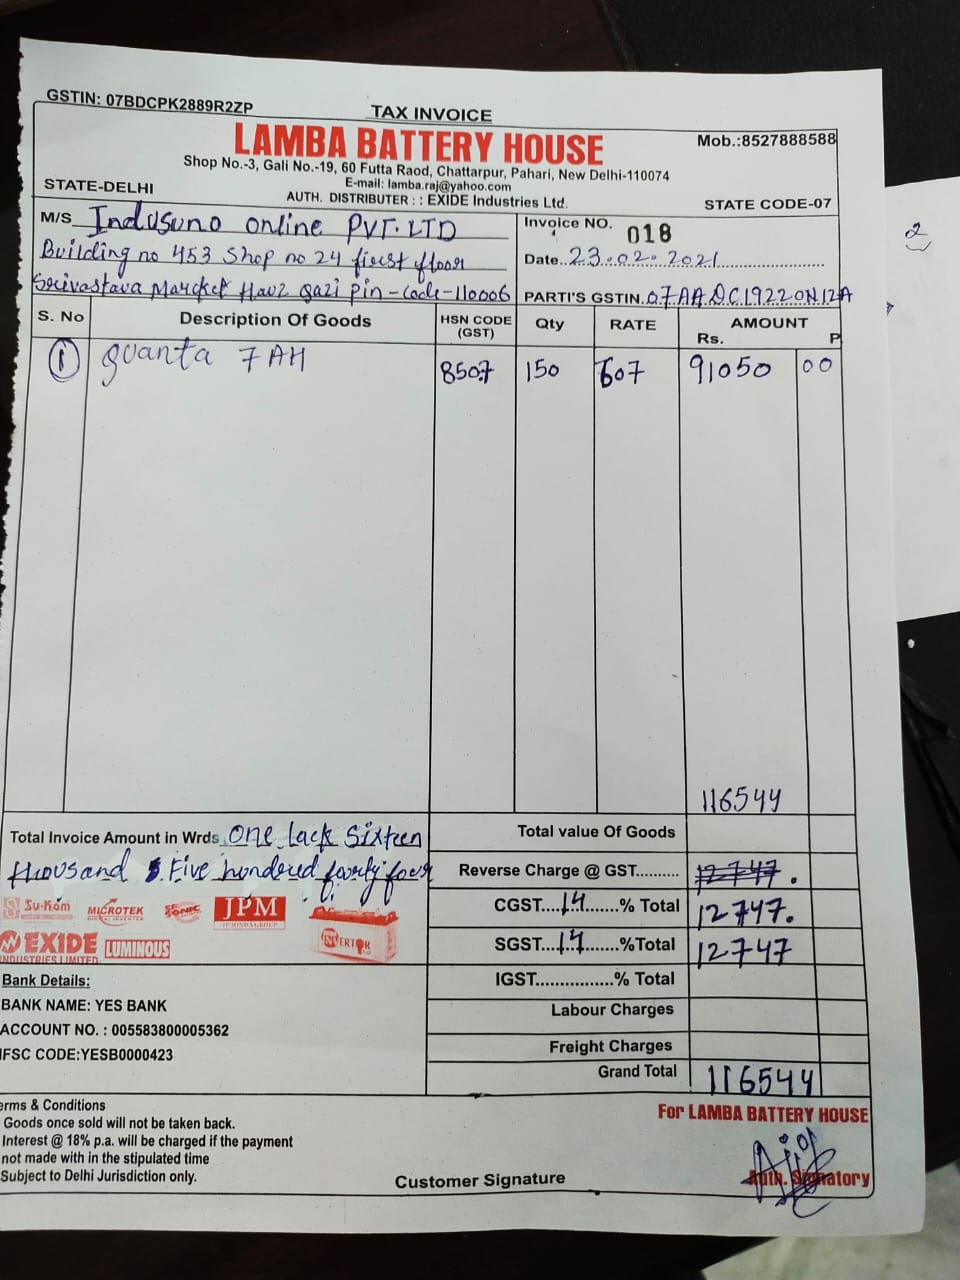 GSTIN: 07BDCPK2889R2ZP
TAX INVOICE
LAMBA BATTERY HOUSE
Mob.:8527888588
Shop No.-3, Gali No.-19, 60 Futta Raod, Chattarpur, Pahari, New Delhi-110074
E-mail: lamba.raj@yahoo.com
STATE-DELHI
AUTH. DISTRIBUTER : : EXIDE Industries Ltd.
STATE CODE-07
M/S Indusuno Online PVT.LTD
Building no 453 Shop no 24 first floor
Srivastava Marcket Hauz Qazi Pin-Code-110006
Invoice NO. 018
Date..23.02.2021
PARTI'S GSTIN.07AADC19220N1ZA
S. No Description Of Goods HSN CODE (GST) Qty RATE AMOUNT Rs. P
1 quanta 7AH 8507 150 607 91050 00
116544
Total Invoice Amount in Wrds One lack Sixteen
thousand Five hundered fourty four
Total value Of Goods
Reverse Charge @ GST..........
CGST....14.......% Total 12747.
SGST....14......%Total 12747
IGST................% Total
Labour Charges
Freight Charges
Grand Total 116544
Su-Kam
MICROTEK
JPM
EXIDE
INDUSTRIES LIMITED
LUMINOUS
Bank Details:
BANK NAME: YES BANK
ACCOUNT NO. : 005583800005362
IFSC CODE:YESB0000423
erms & Conditions
Goods once sold will not be taken back.
Interest @ 18% p.a. will be charged if the payment
not made with in the stipulated time
Subject to Delhi Jurisdiction only.
Customer Signature
For LAMBA BATTERY HOUSE
Auth. Signatory
2